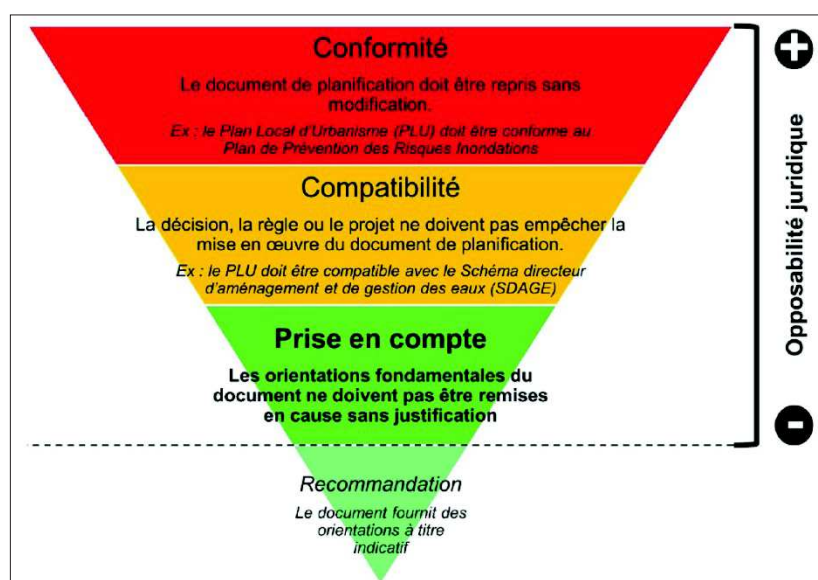 Conformité
Le document de planification doit être repris sans
modification.
Ex : le Plan Local d'Urbanisme (PLU) doit être conforme au
Plan de Prévention des Risques Inondations
Compatibilité
La décision, la règle ou le projet ne doivent pas empêcher la
mise en œuvre du document de planification.
Ex : le PLU doit être compatible avec le Schéma directeur
d'aménagement et de gestion des eaux (SDAGE)
Prise en compte
Les orientations fondamentales du
document ne doivent pas être remises
en cause sans justification
Recommandation
Le document fournit des
orientations à titre
indicatif
+
Opposabilité juridique
-